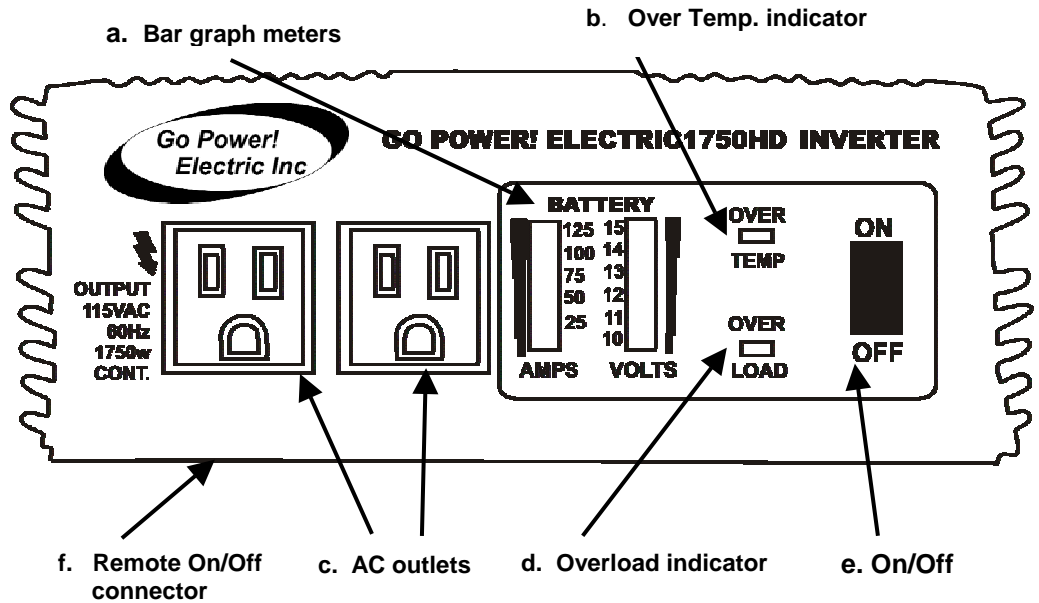 b. Over Temp. indicator
a. Bar graph meters
Go Power!
Electric Inc
GO POWER! ELECTRIC1750HD INVERTER
BATTERY
125 15
100 14
75 13
50 12
25 11
10
AMPS VOLTS
OVER
TEMP
OVER
LOAD
ON
OFF
OUTPUT
115VAC
60Hz
1750w
CONT.
f. Remote On/Off
connector
c. AC outlets
d. Overload indicator
e. On/Off